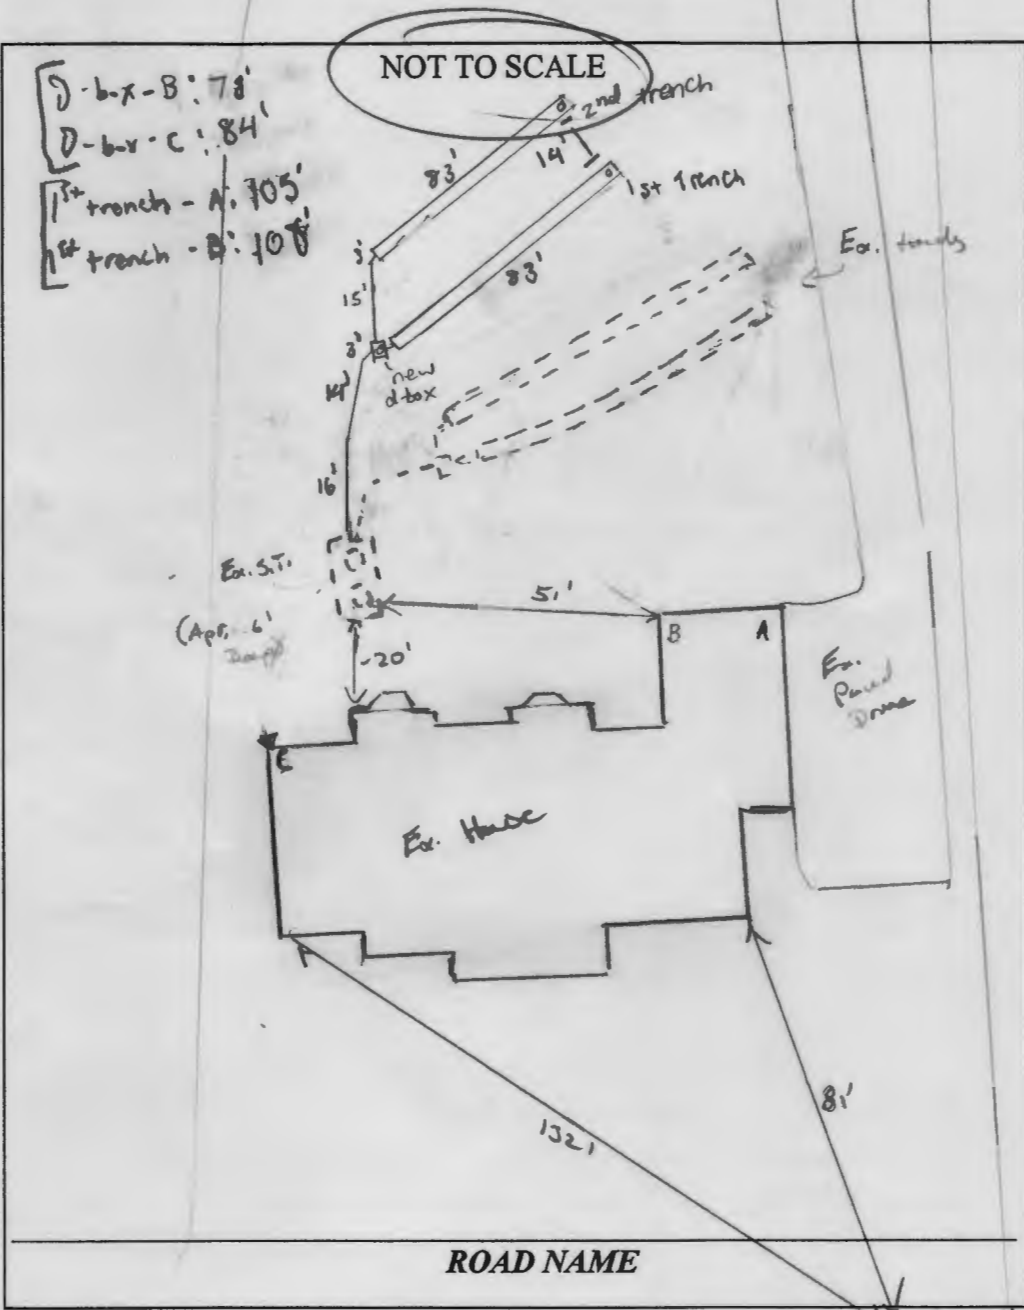 NOT TO SCALE
D-box-B: 78'
D-box-C: 84'
1st trench - A: 105'
1st trench - B: 108'
2nd trench
14'
83'
1st Trench
Ex.
83'
3'
15'
3'
new
d-box
14'
16'
Ex. S.T.
51'
B
A
20'
Ex.
Paved
Drive
C
Ex. House
81'
132'
ROAD NAME